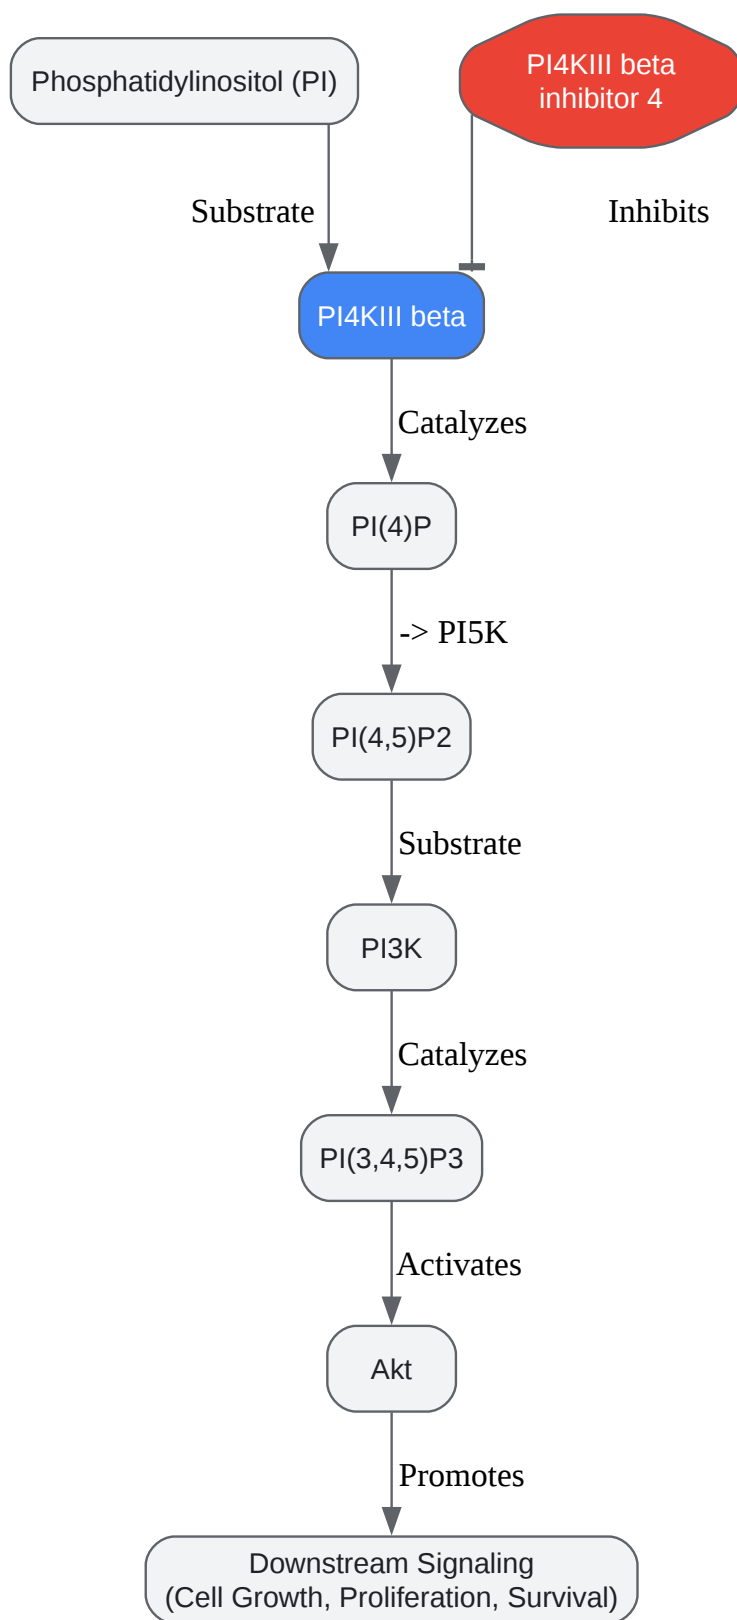 Phosphatidylinositol (PI)
PI4KIII beta
inhibitor 4
Substrate
Inhibits
PI4KIII beta
Catalyzes
PI(4)P
-> PI5K
PI(4,5)P2
Substrate
PI3K
Catalyzes
PI(3,4,5)P3
Activates
Akt
Promotes
Downstream Signaling
(Cell Growth, Proliferation, Survival)